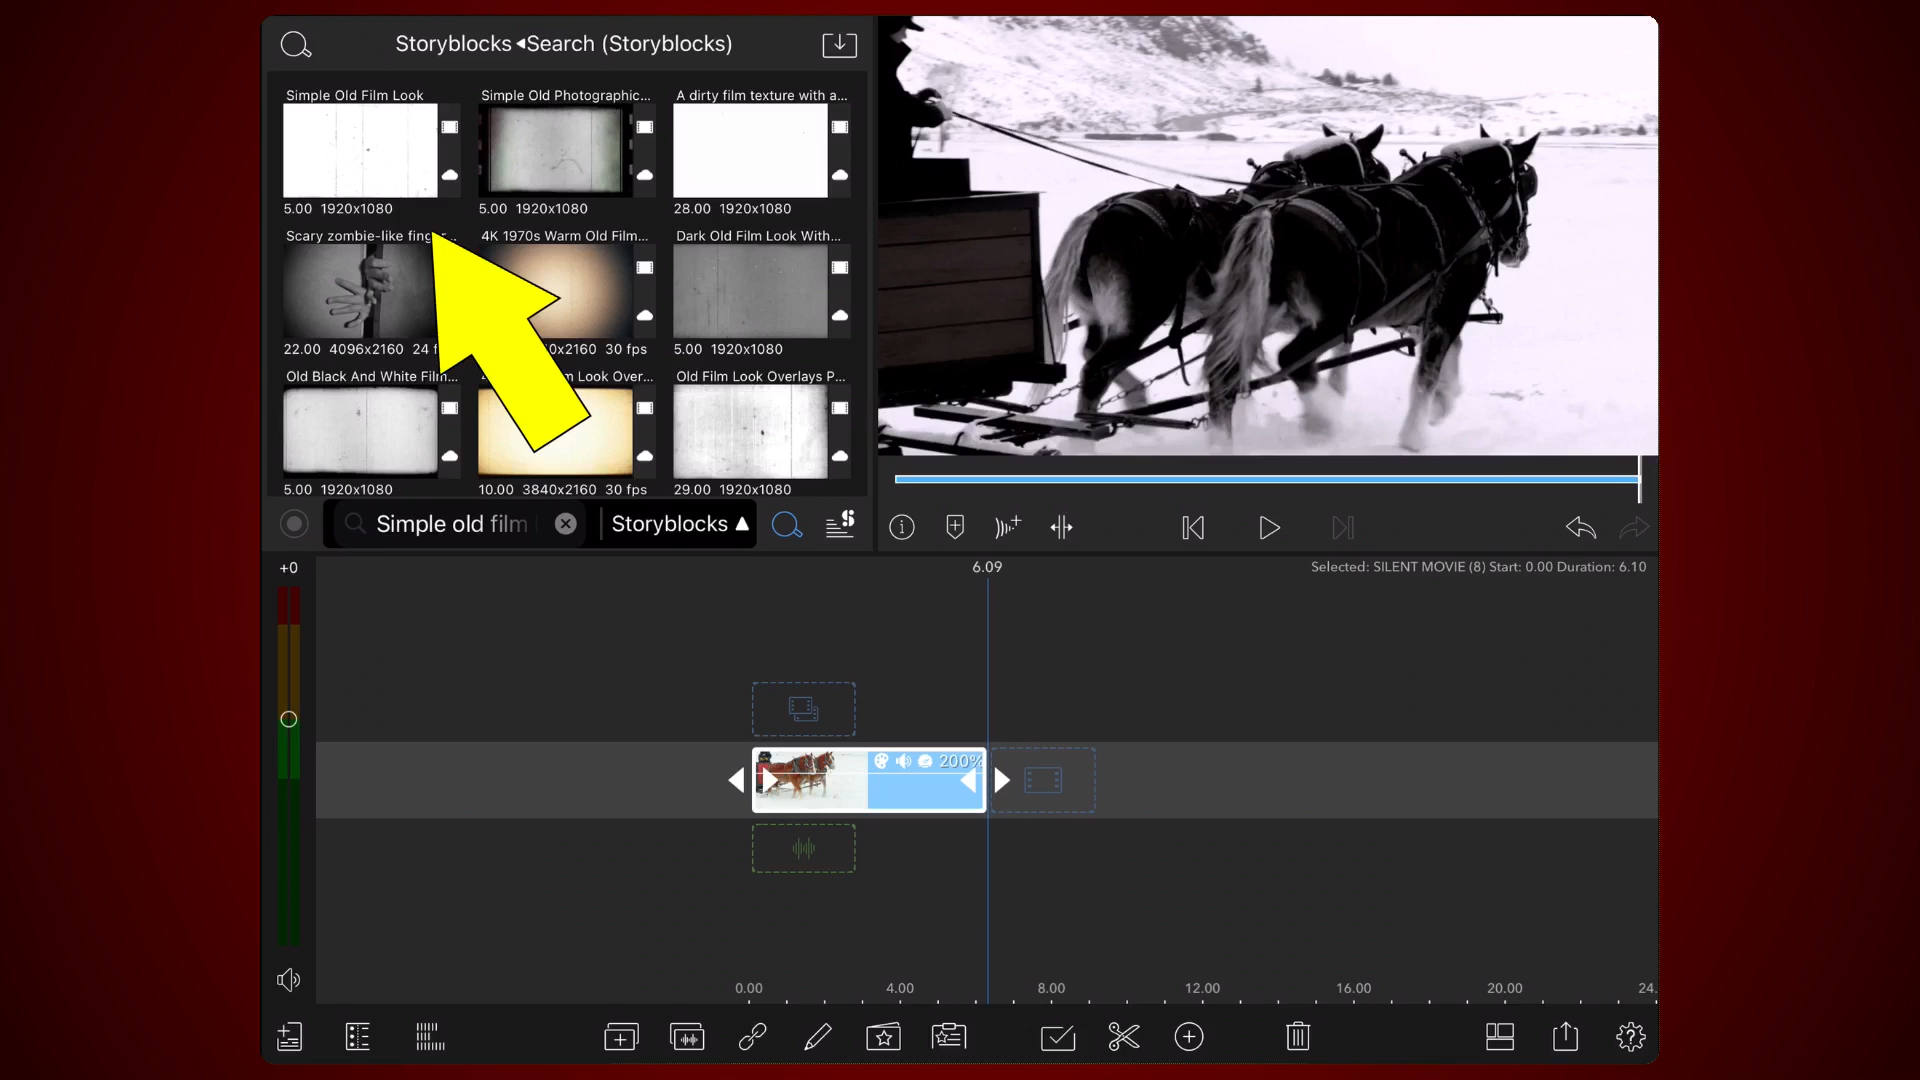 Storyblocks◂Search (Storyblocks)
Simple Old Film Look
Simple Old Photographic...
A dirty film texture with a...
5.00 1920x1080
5.00 1920x1080
28.00 1920x1080
Scary zombie-like finger...
4K 1970s Warm Old Film...
Dark Old Film Look With...
22.00 4096x2160 24 f
0x2160 30 fps
5.00 1920x1080
Old Black And White Film...
m Look Over...
Old Film Look Overlays P...
5.00 1920x1080
10.00 3840x2160 30 fps
29.00 1920x1080
Simple old film
Storyblocks ▲
+0
6.09
Selected: SILENT MOVIE (8) Start: 0.00 Duration: 6.10
200%
0.00 4.00 8.00 12.00 16.00 20.00 24.